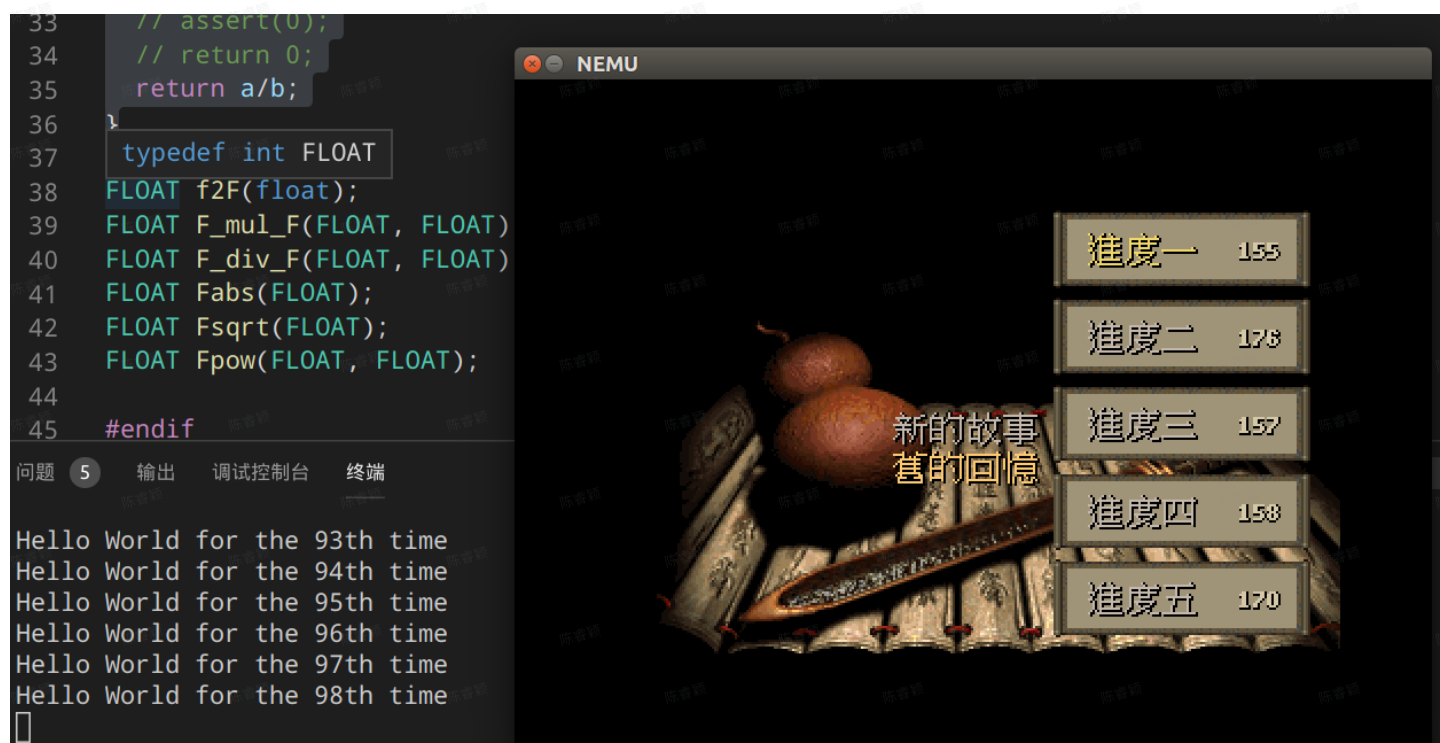 33 // assert(0);
34 // return 0;
35 return a/b;
36 }
37 typedef int FLOAT
38 FLOAT f2F(float);
39 FLOAT F_mul_F(FLOAT, FLOAT)
40 FLOAT F_div_F(FLOAT, FLOAT)
41 FLOAT Fabs(FLOAT);
42 FLOAT Fsqrt(FLOAT);
43 FLOAT Fpow(FLOAT, FLOAT);
44
45 #endif
问题 5 输出 调试控制台 终端
Hello World for the 93th time
Hello World for the 94th time
Hello World for the 95th time
Hello World for the 96th time
Hello World for the 97th time
Hello World for the 98th time
NEMU
新的故事
舊的回憶
進度一 155
進度二 176
進度三 157
進度四 158
進度五 170
陈睿颖